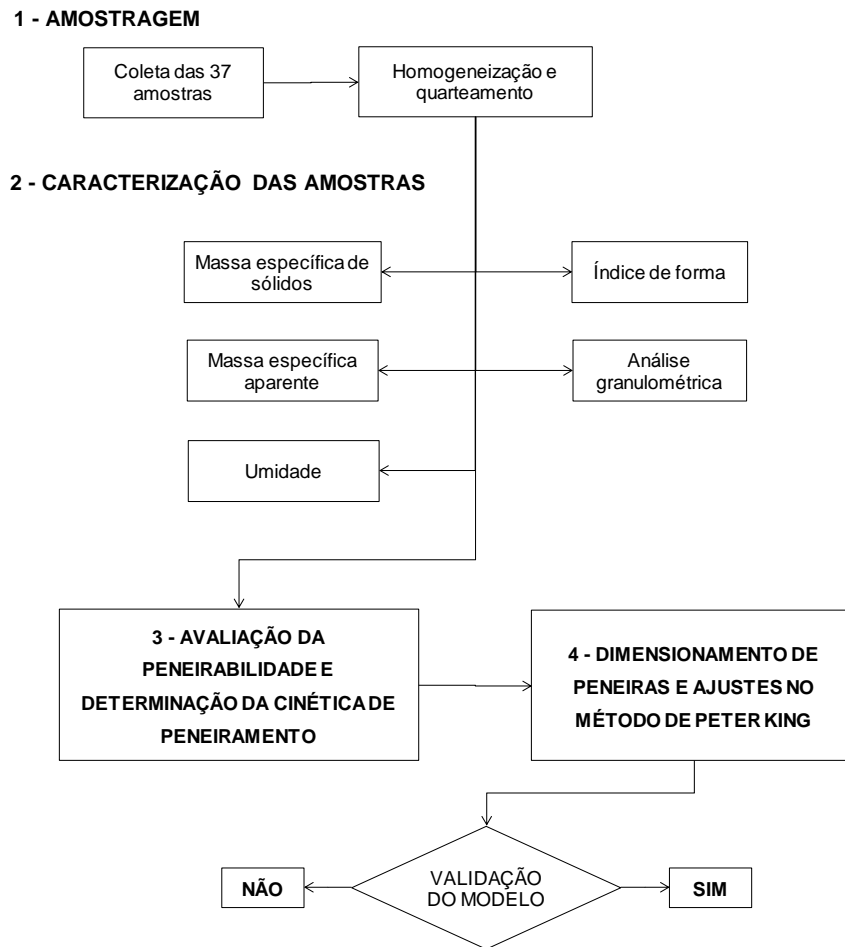 1 - AMOSTRAGEM
Coleta das 37
amostras
Homogeneização e
quarteamento
2 - CARACTERIZAÇÃO DAS AMOSTRAS
Massa específica de
sólidos
Índice de forma
Massa específica
aparente
Análise
granulométrica
Umidade
3 - AVALIAÇÃO DA
PENEIRABILIDADE E
DETERMINAÇÃO DA CINÉTICA DE
PENEIRAMENTO
4 - DIMENSIONAMENTO DE
PENEIRAS E AJUSTES NO
MÉTODO DE PETER KING
VALIDAÇÃO
DO MODELO
NÃO
SIM